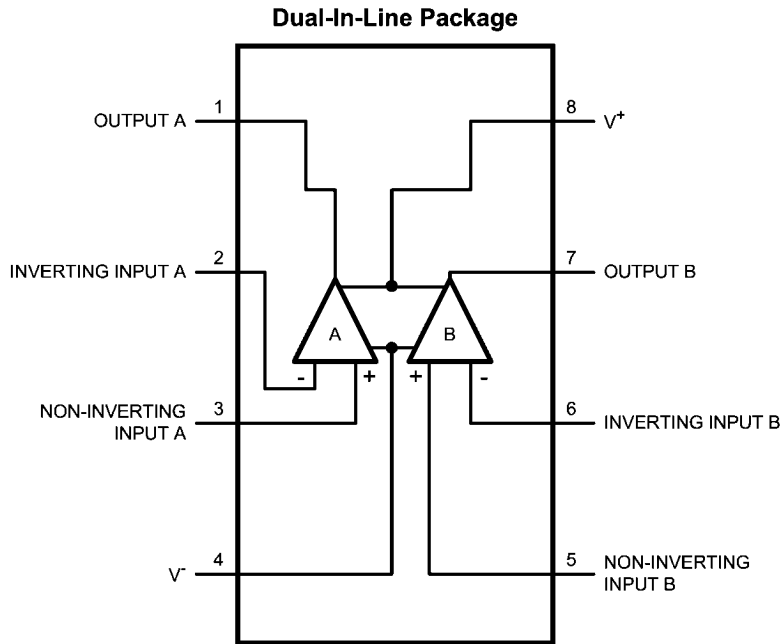 Dual-In-Line Package
1
OUTPUT A
8
V+
2
INVERTING INPUT A
7
OUTPUT B
A
B
-
+
+
-
3
NON-INVERTING
INPUT A
6
INVERTING INPUT B
4
V-
5
NON-INVERTING
INPUT B